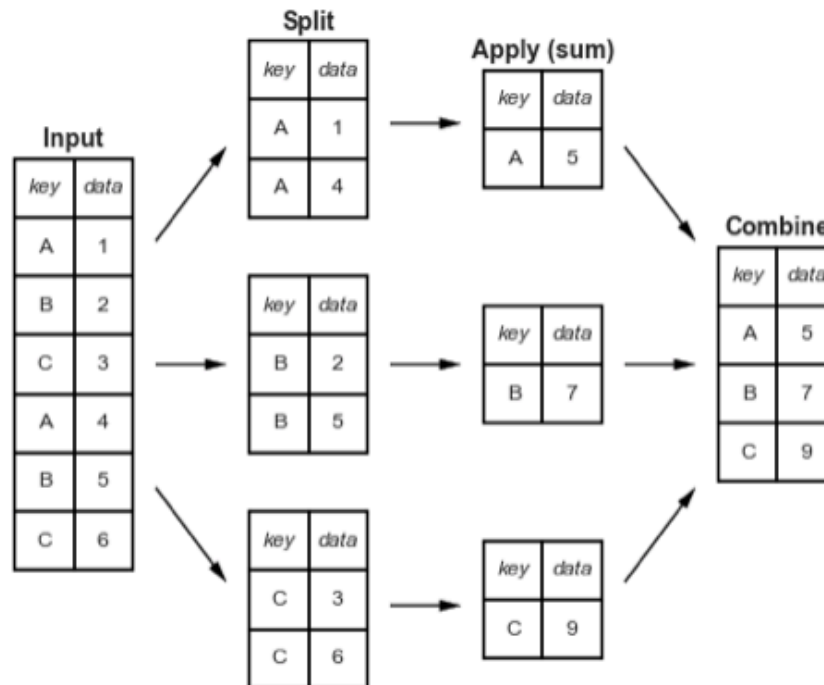 Input
key data
A 1
B 2
C 3
A 4
B 5
C 6
Split
key data
A 1
A 4
key data
B 2
B 5
key data
C 3
C 6
Apply (sum)
key data
A 5
key data
B 7
key data
C 9
Combine
key data
A 5
B 7
C 9